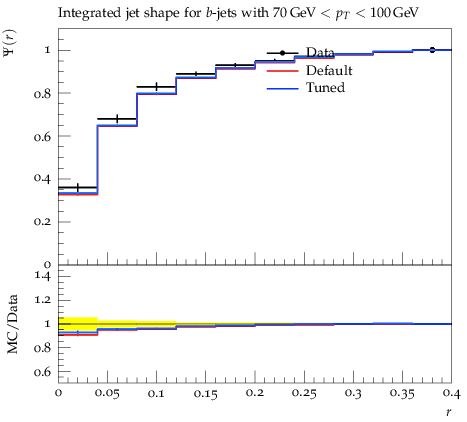 Integrated jet shape for b-jets with 70 GeV < p_T < 100 GeV
Ψ(r)
1
0.8
0.6
0.4
0.2
0
Data
Default
Tuned
MC/Data
1.4
1.2
1
0.8
0.6
0 0.05 0.1 0.15 0.2 0.25 0.3 0.35 0.4
r